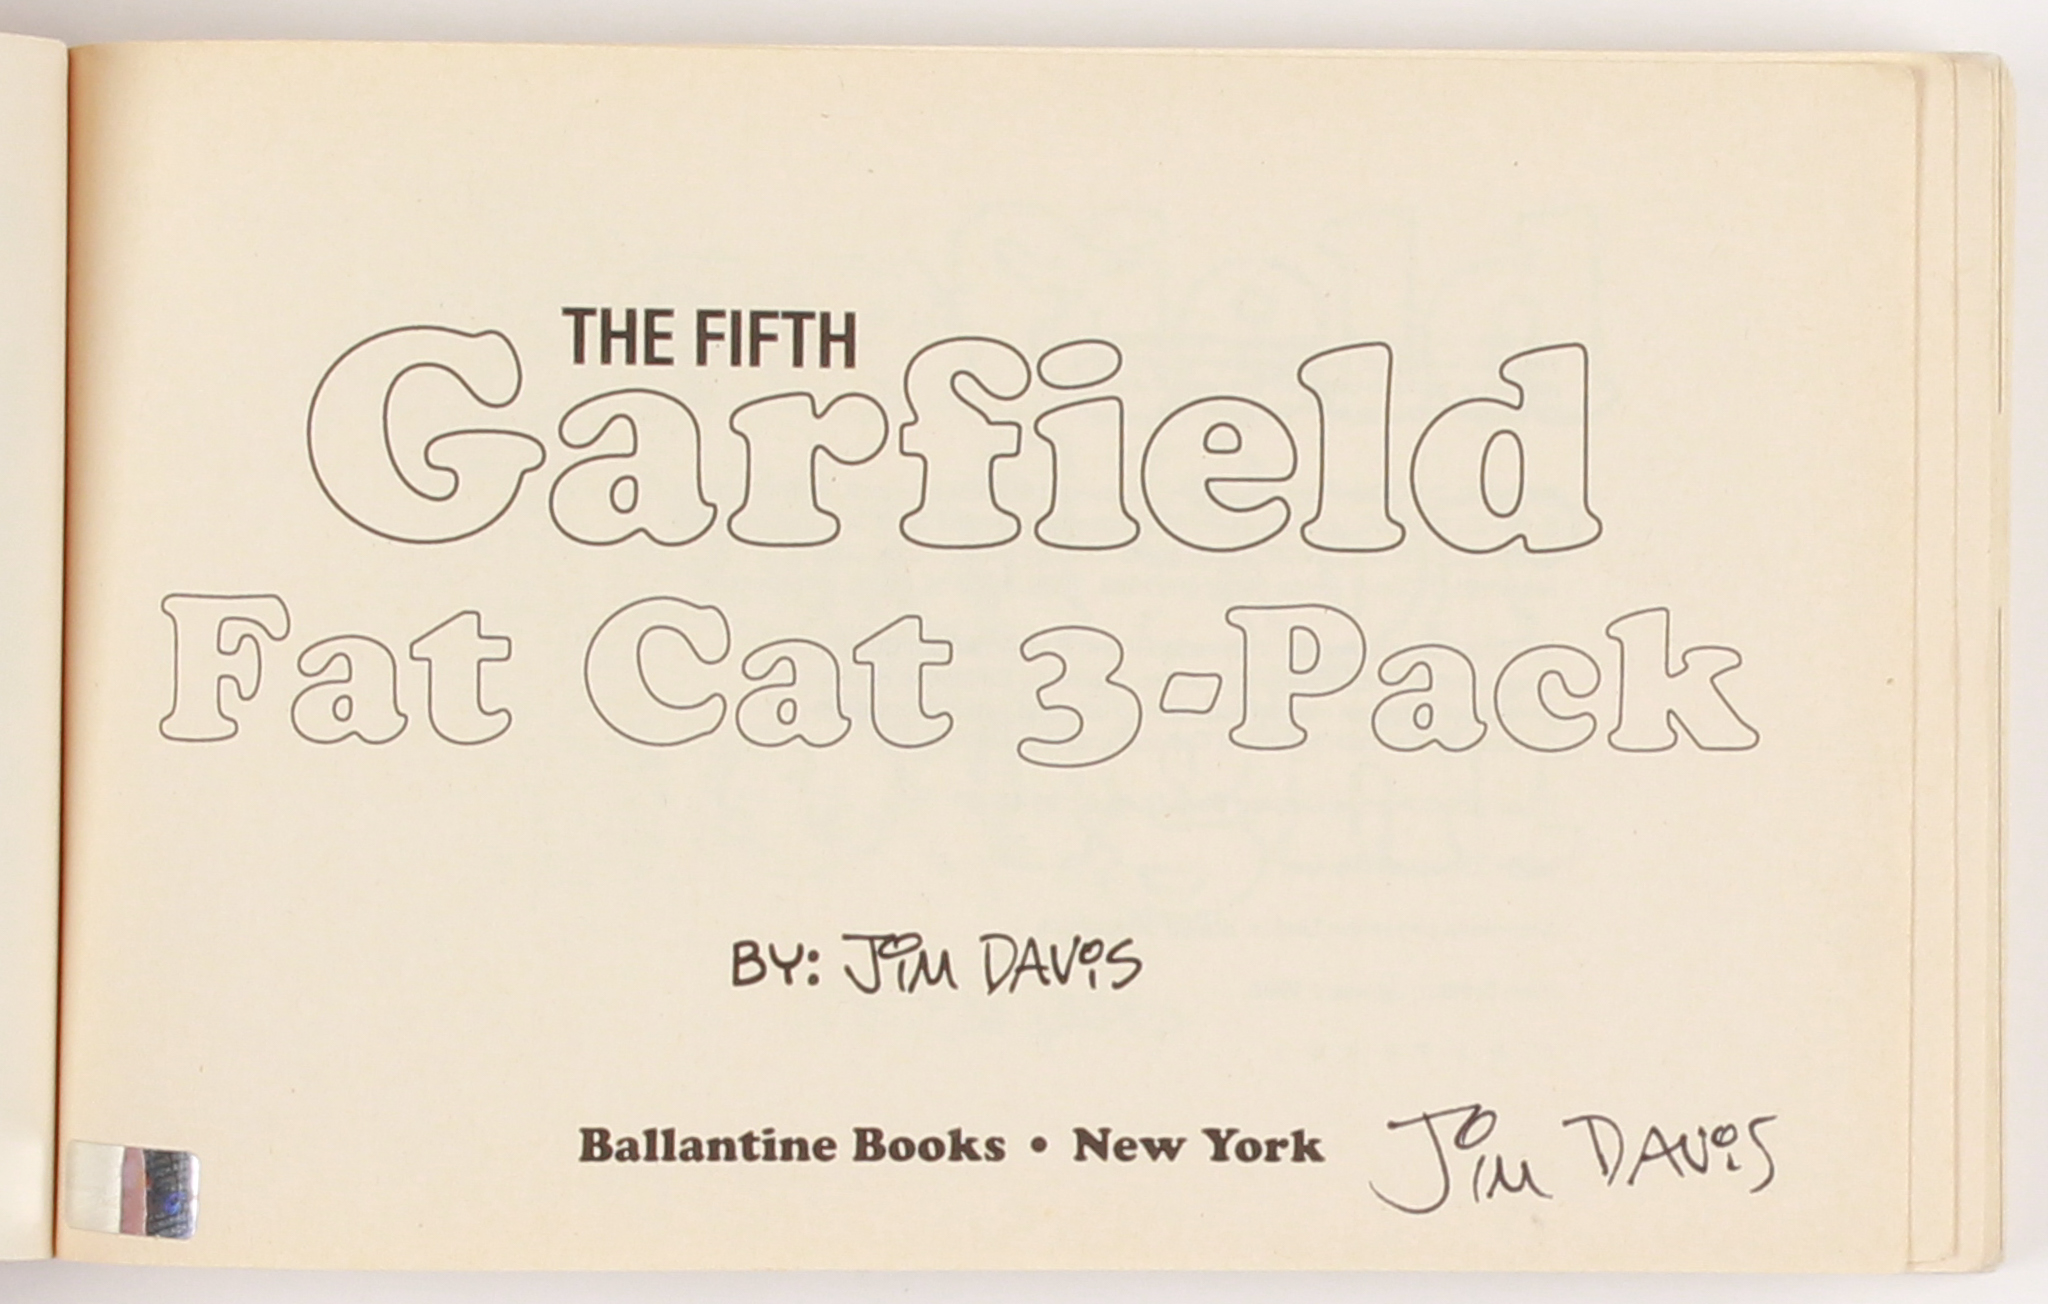 THE FIFTH
Garfield
Fat Cat 3-Pack
BY: JIM DAVIS
Ballantine Books • New York
JIM DAVIS